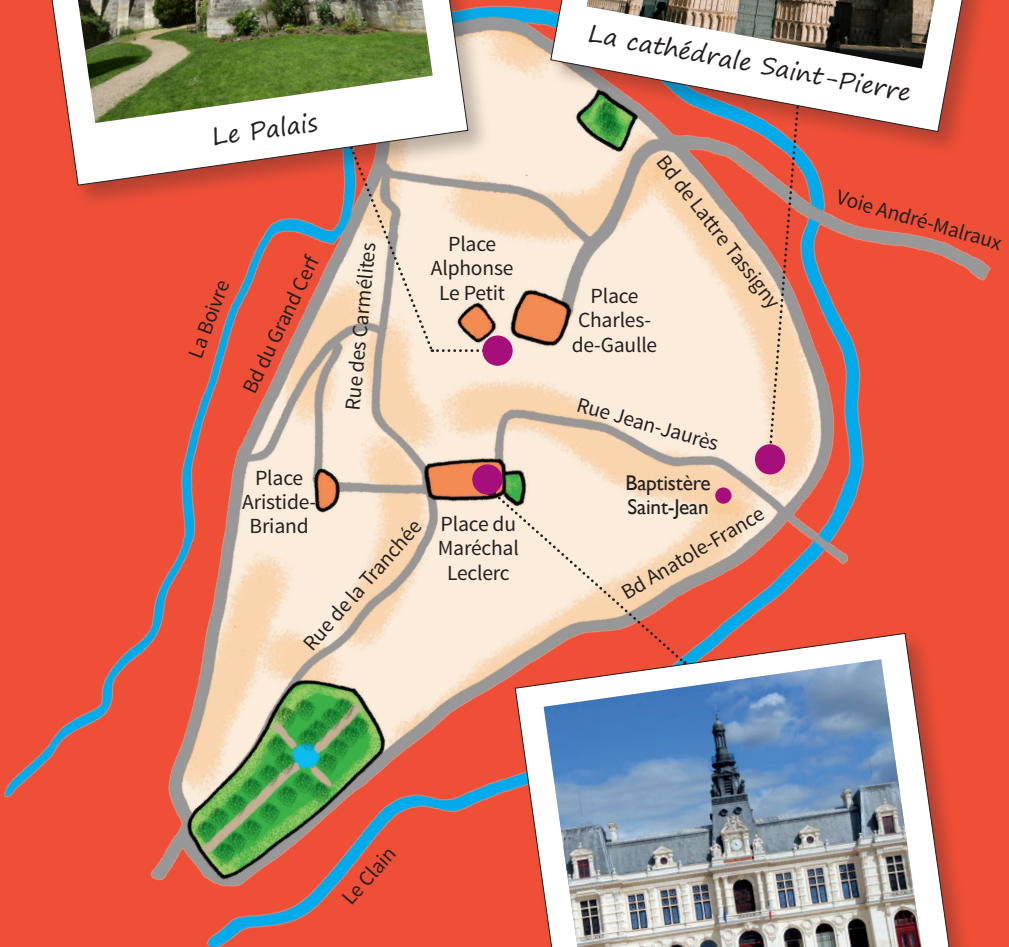 La cathédrale Saint-Pierre
Le Palais
Voie André-Malraux
Bd de Lattre Tassigny
Place
Alphonse
Le Petit
Place
Charles-
de-Gaulle
La Boivre
Bd du Grand Cerf
Rue des Carmélites
Rue Jean-Jaurès
Place
Aristide-
Briand
Baptistère
Saint-Jean
Place du
Maréchal
Leclerc
Bd Anatole-France
Rue de la Tranchée
Le Clain